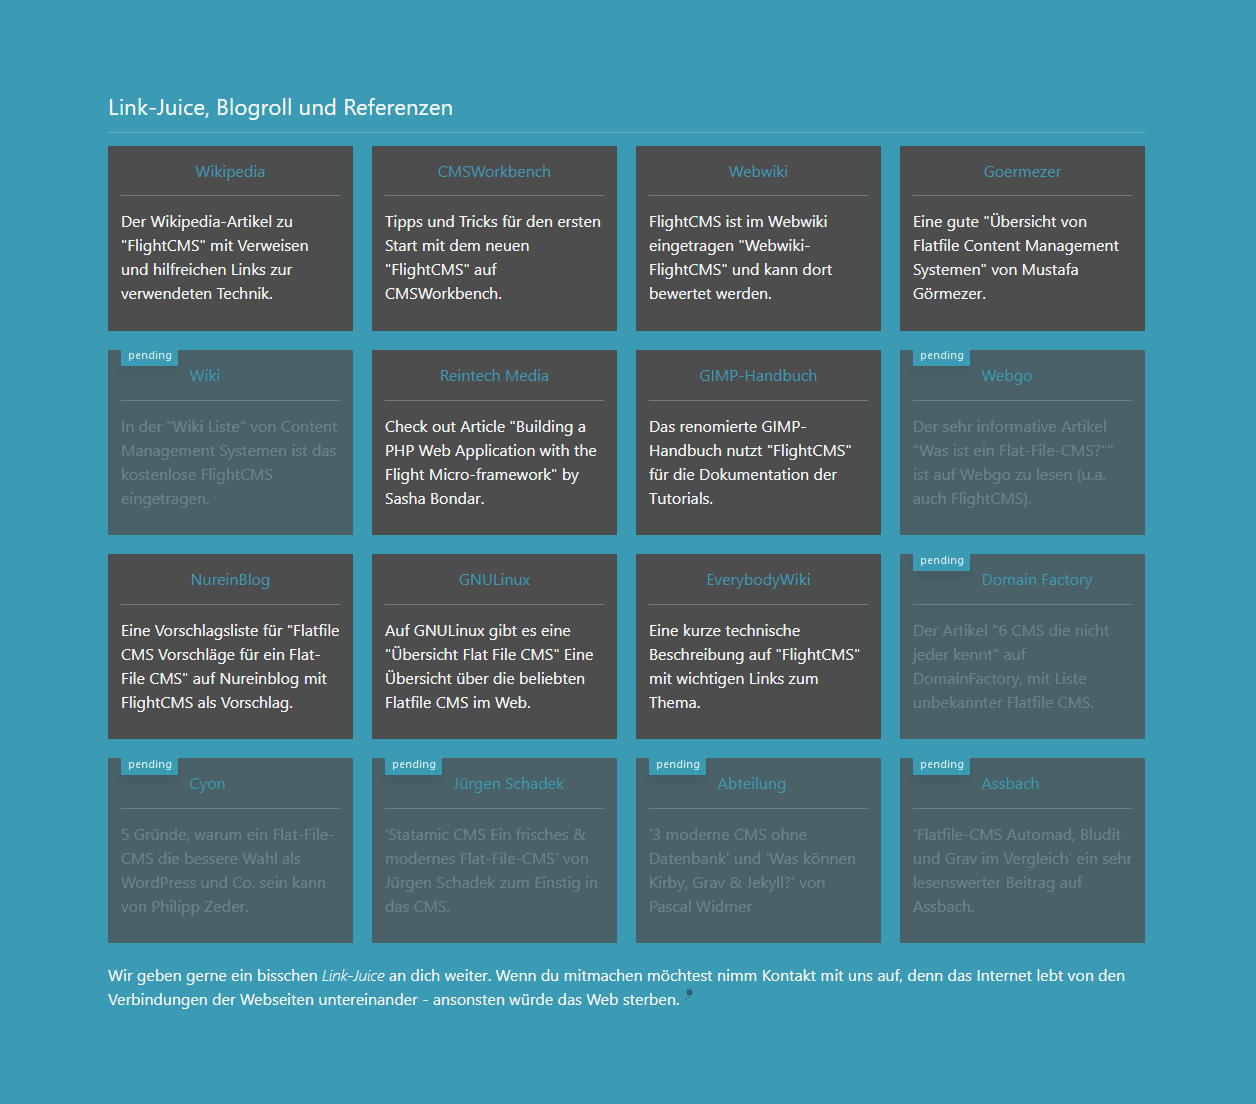 Link-Juice, Blogroll und Referenzen
Wikipedia
Der Wikipedia-Artikel zu
"FlightCMS" mit Verweisen
und hilfreichen Links zur
verwendeten Technik.
CMSWorkbench
Tipps und Tricks für den ersten
Start mit dem neuen
"FlightCMS" auf
CMSWorkbench.
Webwiki
FlightCMS ist im Webwiki
eingetragen "Webwiki-
FlightCMS" und kann dort
bewertet werden.
Goermezer
Eine gute "Übersicht von
Flatfile Content Management
Systemen" von Mustafa
Görmezer.
pending
Wiki
In der "Wiki Liste" von Content
Management Systemen ist das
kostenlose FlightCMS
eingetragen.
Reintech Media
Check out Article "Building a
PHP Web Application with the
Flight Micro-framework" by
Sasha Bondar.
GIMP-Handbuch
Das renomierte GIMP-
Handbuch nutzt "FlightCMS"
für die Dokumentation der
Tutorials.
pending
Webgo
Der sehr informative Artikel
"Was ist ein Flat-File-CMS?""
ist auf Webgo zu lesen (u.a.
auch FlightCMS).
NureinBlog
Eine Vorschlagsliste für "Flatfile
CMS Vorschläge für ein Flat-
File CMS" auf Nureinblog mit
FlightCMS als Vorschlag.
GNULinux
Auf GNULinux gibt es eine
"Übersicht Flat File CMS" Eine
Übersicht über die beliebten
Flatfile CMS im Web.
EverybodyWiki
Eine kurze technische
Beschreibung auf "FlightCMS"
mit wichtigen Links zum
Thema.
pending
Domain Factory
Der Artikel "6 CMS die nicht
jeder kennt" auf
DomainFactory, mit Liste
unbekannter Flatfile CMS.
pending
Cyon
5 Gründe, warum ein Flat-File-
CMS die bessere Wahl als
WordPress und Co. sein kann
von Philipp Zeder.
pending
Jürgen Schadek
'Statamic CMS Ein frisches &
modernes Flat-File-CMS' von
Jürgen Schadek zum Einstig in
das CMS.
pending
Abteilung
'3 moderne CMS ohne
Datenbank' und 'Was können
Kirby, Grav & Jekyll?' von
Pascal Widmer
pending
Assbach
'Flatfile-CMS Automad, Bludit
und Grav im Vergleich' ein sehr
lesenswerter Beitrag auf
Assbach.
Wir geben gerne ein bisschen Link-Juice an dich weiter. Wenn du mitmachen möchtest nimm Kontakt mit uns auf, denn das Internet lebt von den
Verbindungen der Webseiten untereinander - ansonsten würde das Web sterben.